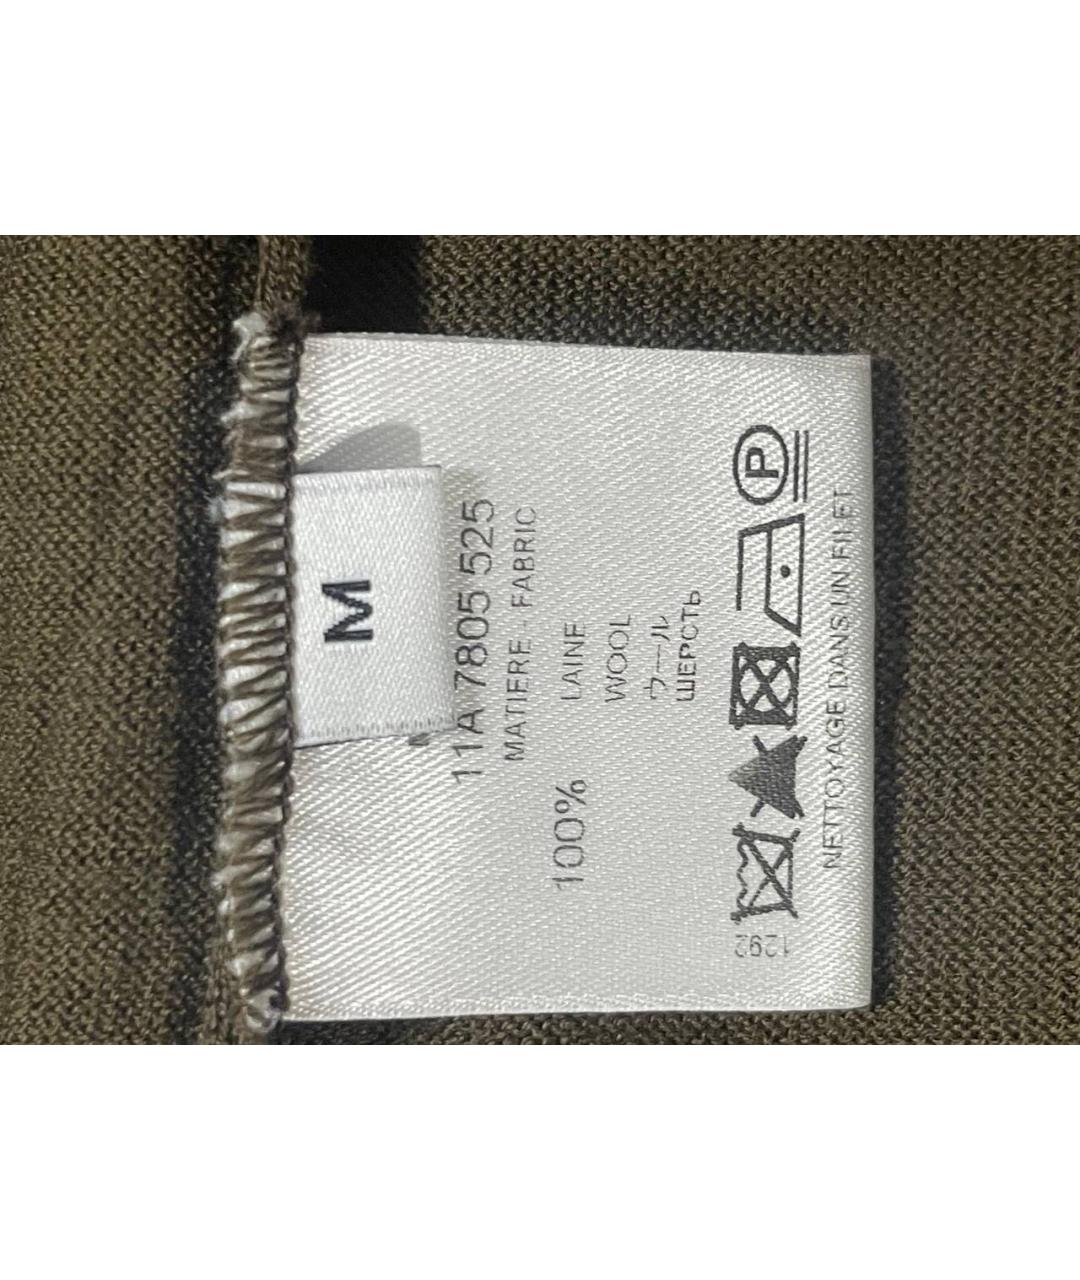 M
11A 7805 525
MATIERE - FABRIC
100% LAINE
WOOL
ウール
ШЕРСТЬ
P
NETTOYAGE DANS UN FILET
1292